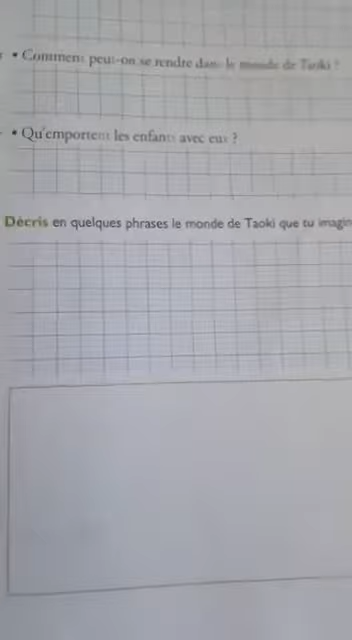 • Comment peut-on se rendre dans le monde de Taoki ?
• Qu'emportent les enfants avec eux ?
Décris en quelques phrases le monde de Taoki que tu imagin